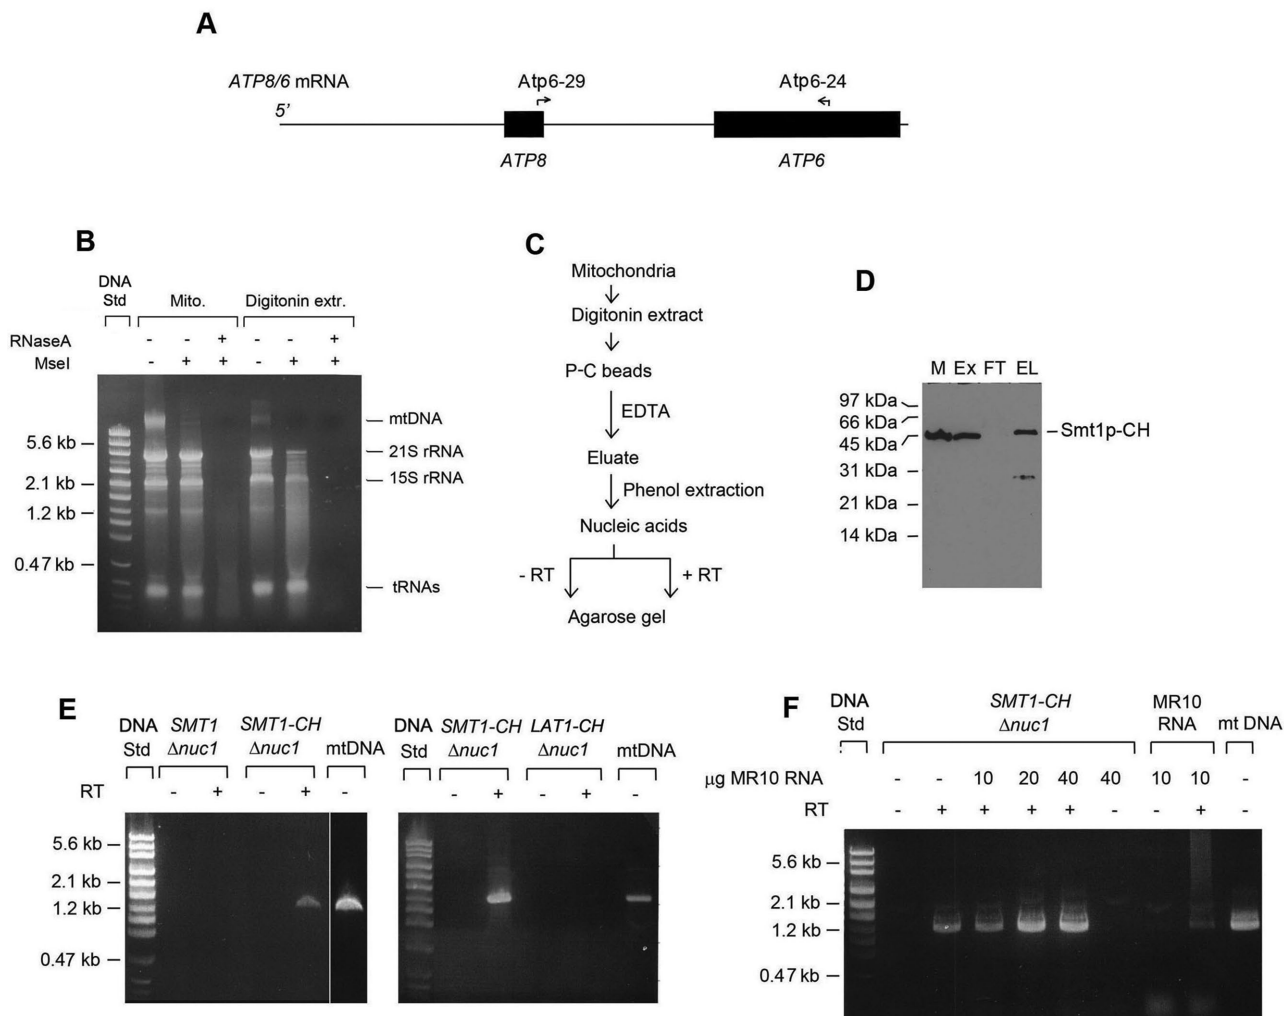 A
ATP8/6 mRNA
5’
Atp6-29
Atp6-24
ATP8
ATP6
B
DNA
Std
Mito.
Digitonin extr.
RNaseA - - + - - +
MseI - + + - + +
mtDNA
5.6 kb
21S rRNA
2.1 kb
15S rRNA
1.2 kb
0.47 kb
tRNAs
C
Mitochondria
Digitonin extract
P-C beads
EDTA
Eluate
Phenol extraction
Nucleic acids
- RT
+ RT
Agarose gel
D
M Ex FT EL
97 kDa
66 kDa
45 kDa
31 kDa
21 kDa
14 kDa
Smt1p-CH
E
DNA
Std
SMT1
Δnuc1
SMT1-CH
Δnuc1
mtDNA
RT - + - + -
5.6 kb
2.1 kb
1.2 kb
0.47 kb
DNA
Std
SMT1-CH
Δnuc1
LAT1-CH
Δnuc1
mtDNA
- + - + -
F
DNA
Std
SMT1-CH
Δnuc1
MR10
RNA
mt DNA
µg MR10 RNA - - 10 20 40 40 10 10 -
RT - + + + + - - + -
5.6 kb
2.1 kb
1.2 kb
0.47 kb